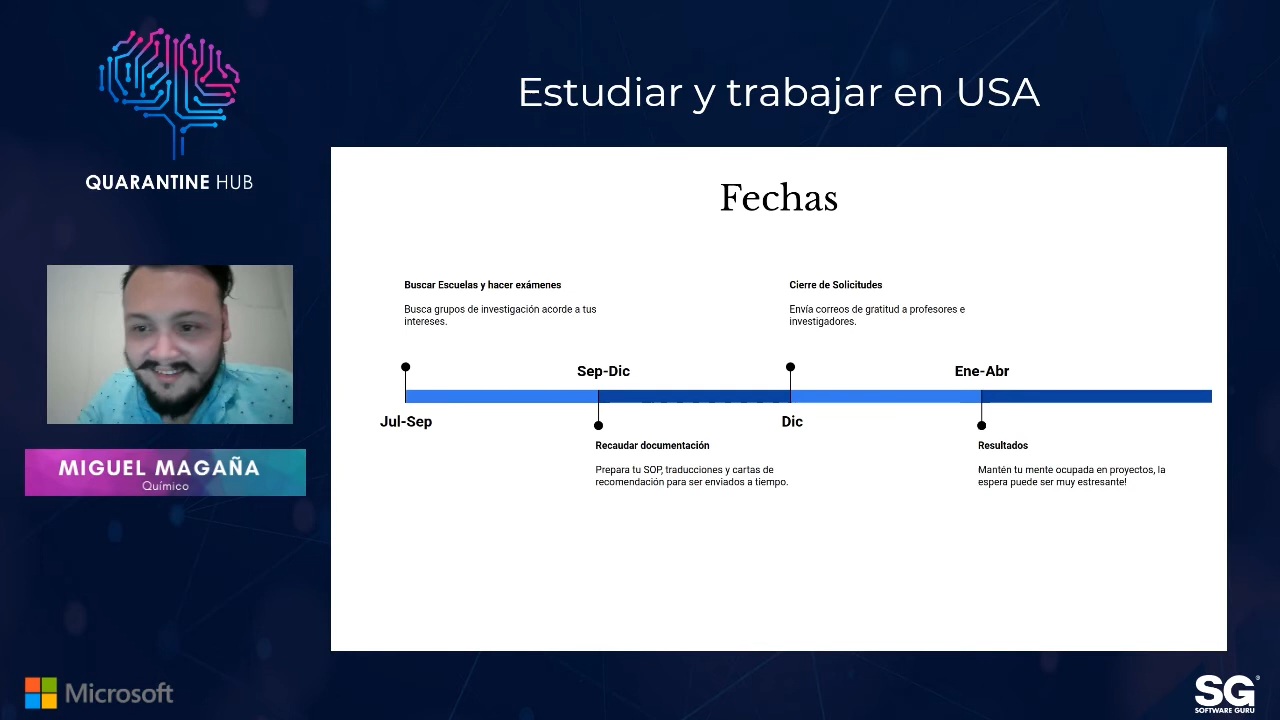 Estudiar y trabajar en USA
QUARANTINE HUB
MIGUEL MAGAÑA
Químico
Fechas
Buscar Escuelas y hacer exámenes
Busca grupos de investigación acorde a tus
intereses.
Cierre de Solicitudes
Envía correos de gratitud a profesores e
investigadores.
Sep-Dic
Ene-Abr
Jul-Sep
Dic
Recaudar documentación
Prepara tu SOP, traducciones y cartas de
recomendación para ser enviados a tiempo.
Resultados
Mantén tu mente ocupada en proyectos, la
espera puede ser muy estresante!
Microsoft
SG
SOFTWARE GURU